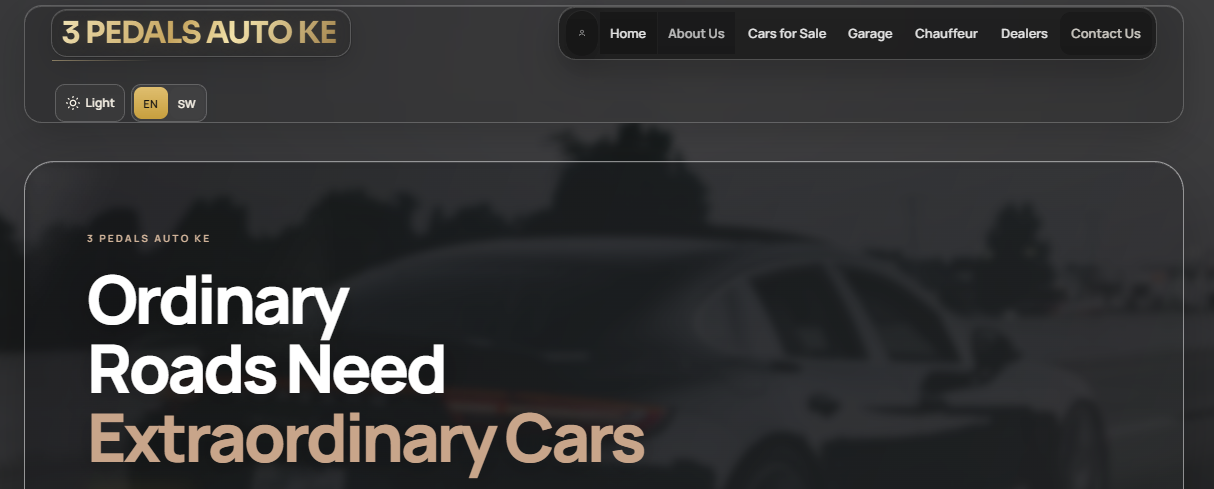 3 PEDALS AUTO KE
Home About Us Cars for Sale Garage Chauffeur Dealers Contact Us
Light EN SW
3 PEDALS AUTO KE
Ordinary
Roads Need
Extraordinary Cars